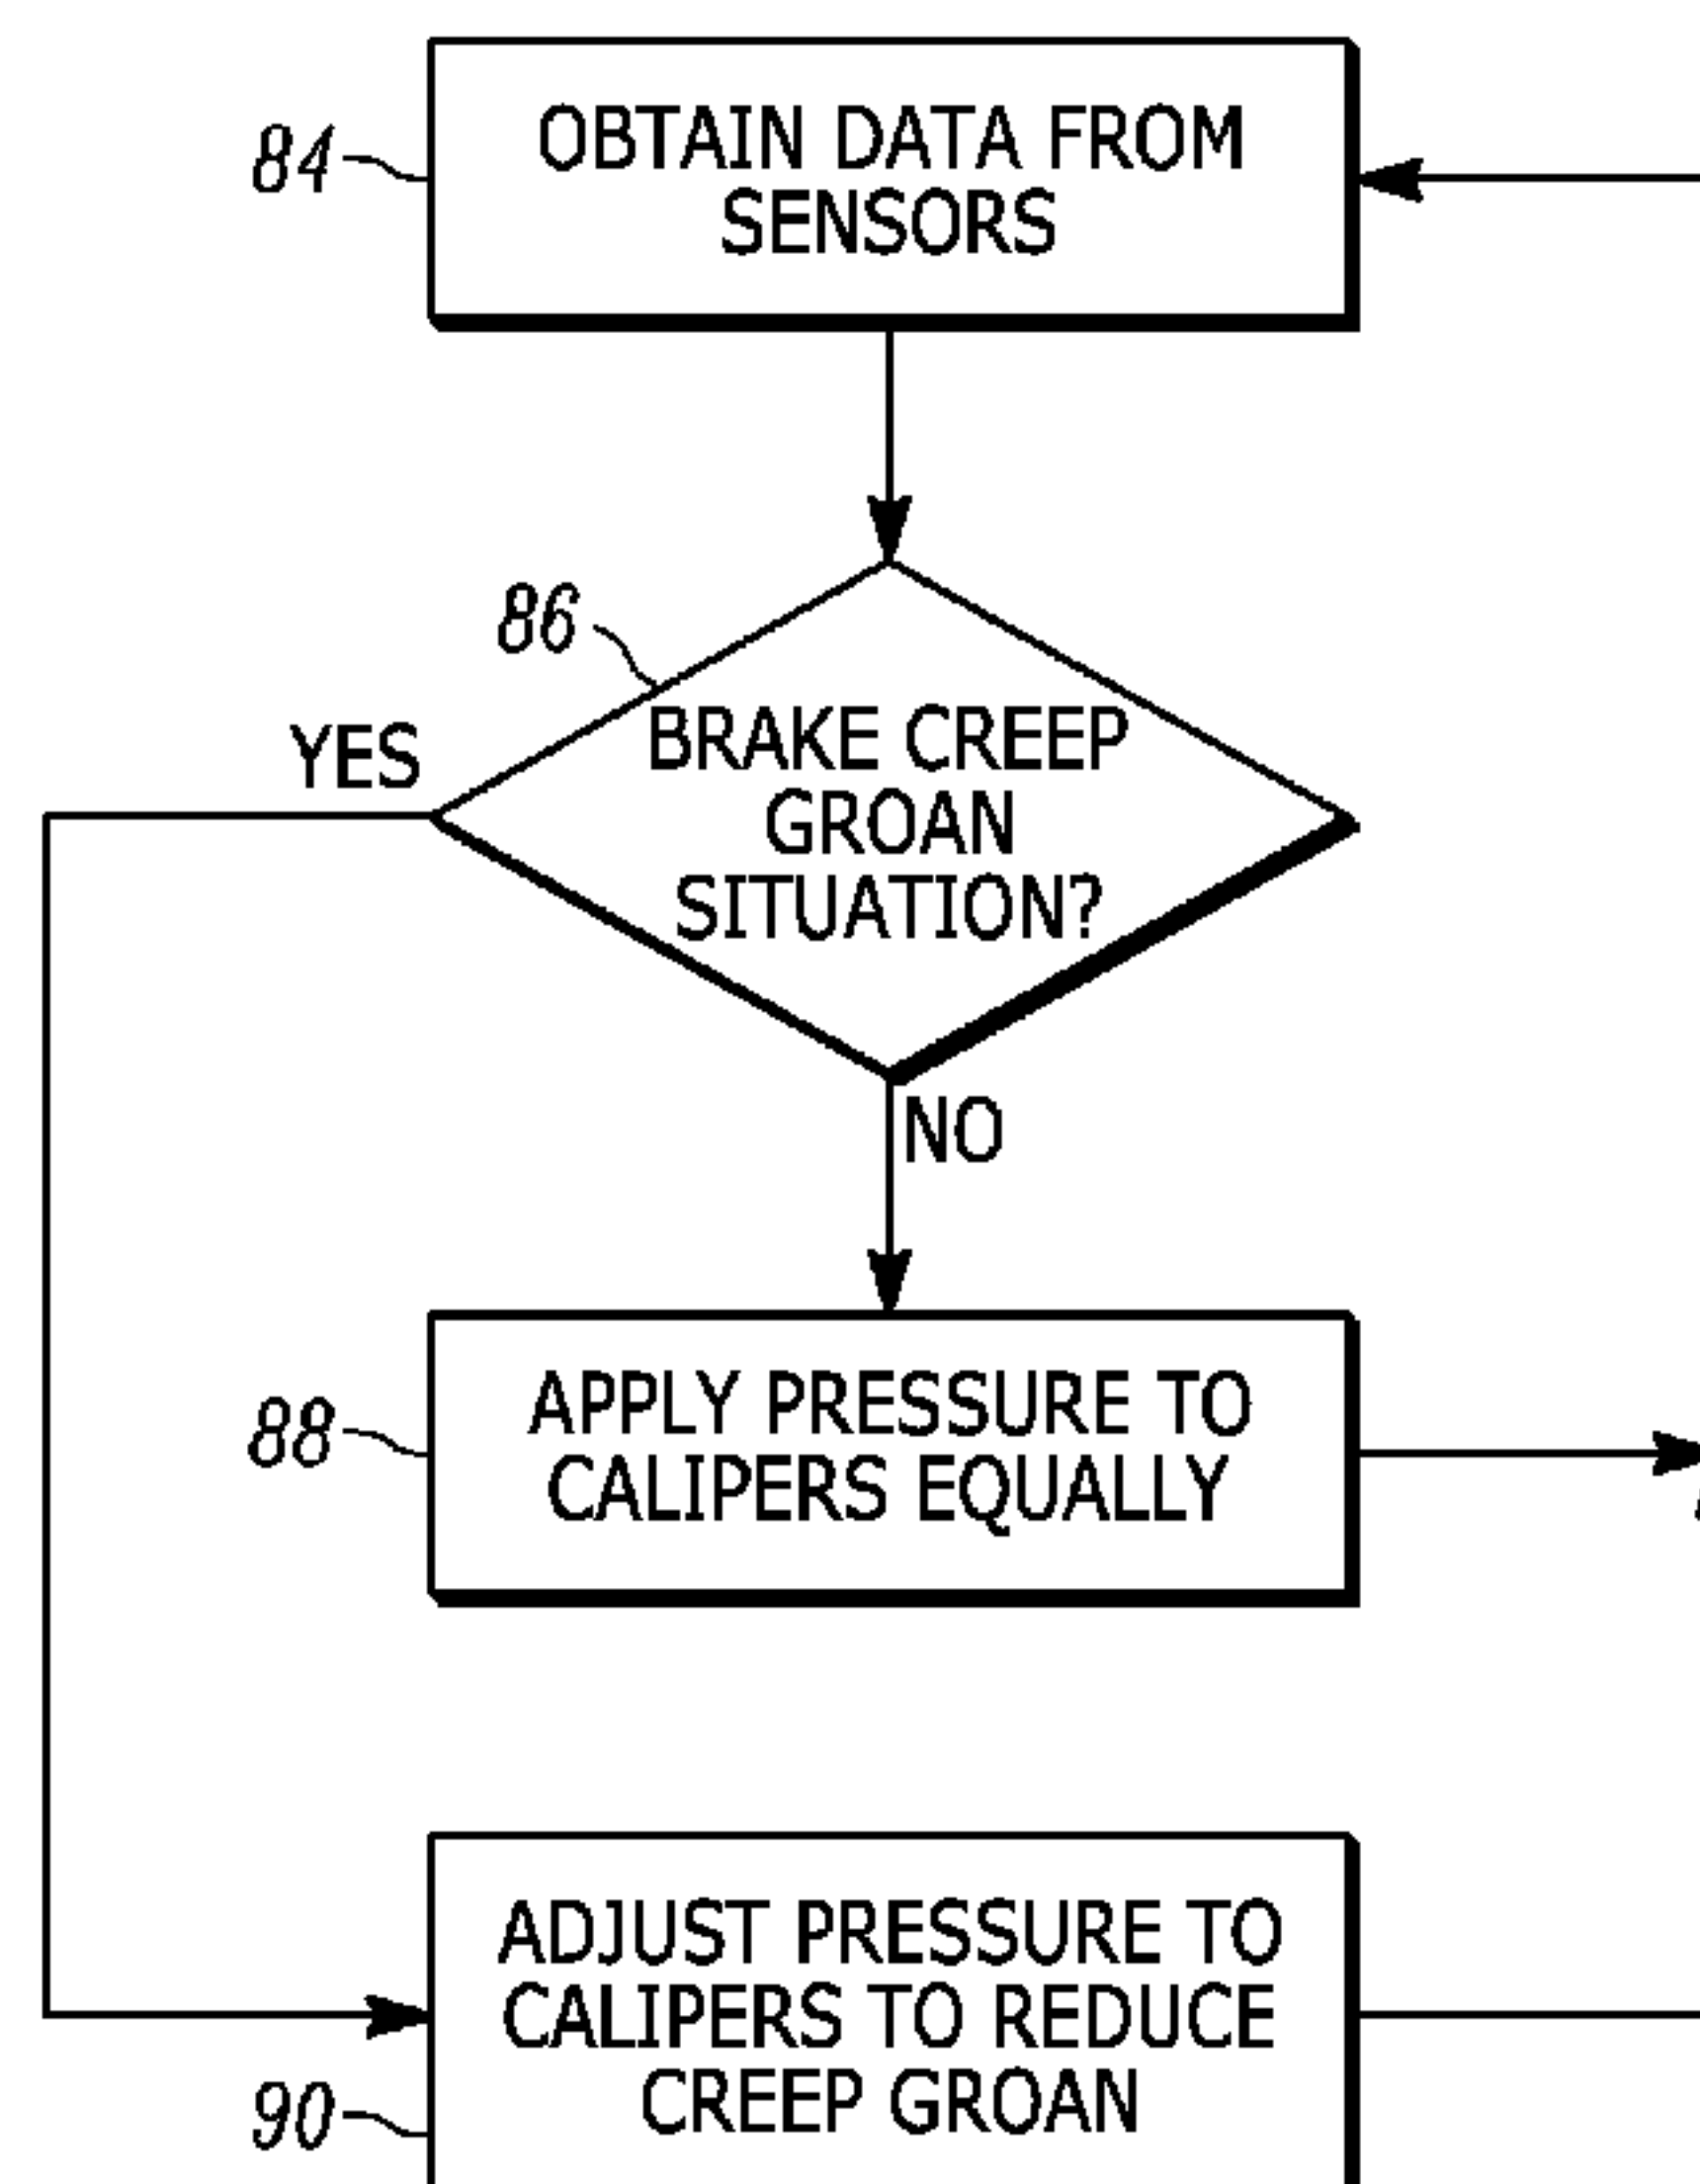 84
OBTAIN DATA FROM
SENSORS
86
BRAKE CREEP
GROAN
SITUATION?
YES
NO
88
APPLY PRESSURE TO
CALIPERS EQUALLY
ADJUST PRESSURE TO
CALIPERS TO REDUCE
CREEP GROAN
90